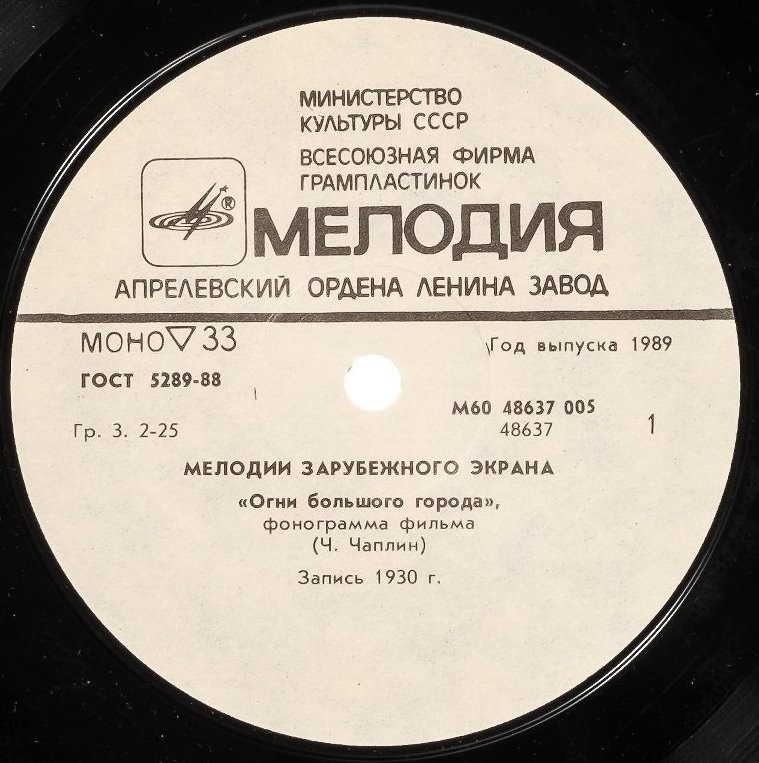 МИНИСТЕРСТВО
КУЛЬТУРЫ СССР
ВСЕСОЮЗНАЯ ФИРМА
ГРАМПЛАСТИНОК
®
МЕЛОДИЯ
АПРЕЛЕВСКИЙ ОРДЕНА ЛЕНИНА ЗАВОД
МОНО ▽ 33
Год выпуска 1989
ГОСТ 5289-88
М60 48637 005
Гр. 3. 2-25
48637
1
МЕЛОДИИ ЗАРУБЕЖНОГО ЭКРАНА
«Огни большого города»,
фонограмма фильма
(Ч. Чаплин)
Запись 1930 г.